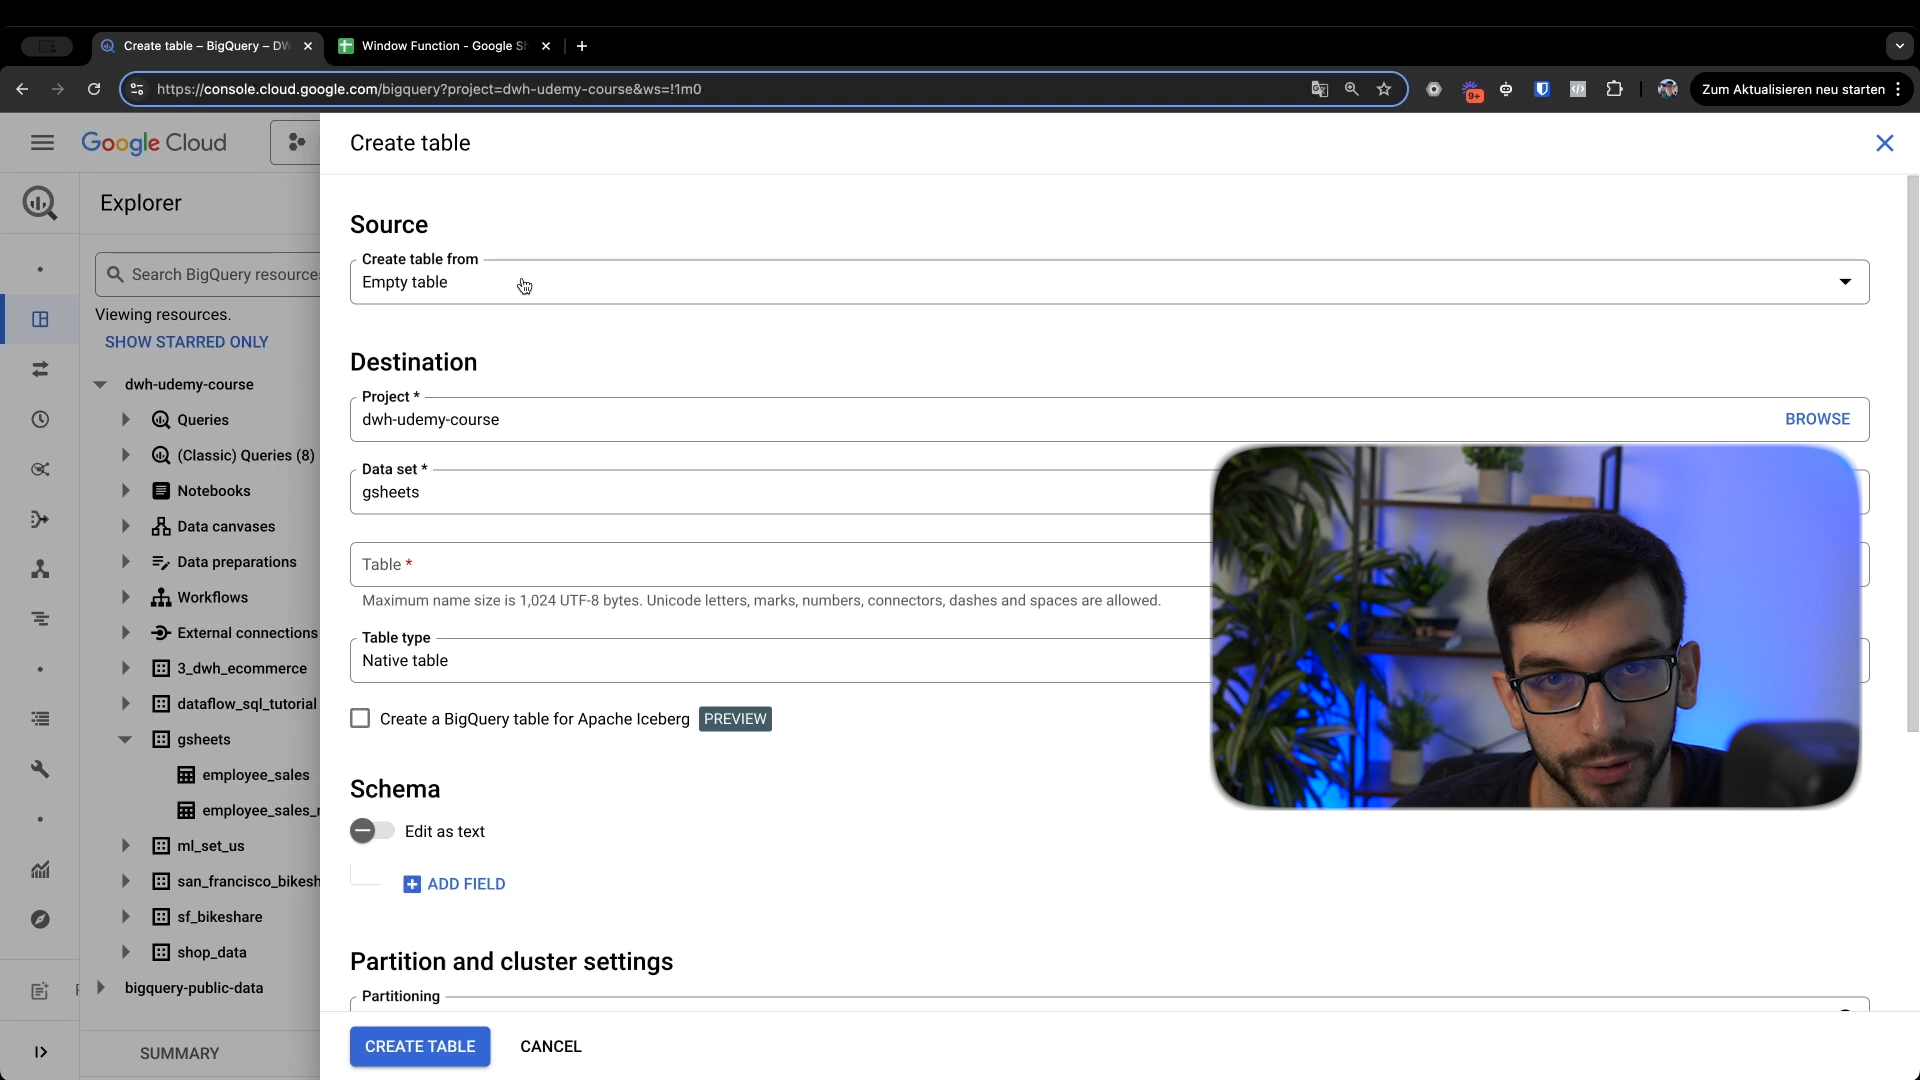 Create table – BigQuery – DW
Window Function - Google Sh
https://console.cloud.google.com/bigquery?project=dwh-udemy-course&ws=!1m0
9+
Zum Aktualisieren neu starten
Google Cloud
Create table
Explorer
Search BigQuery resource
Viewing resources.
SHOW STARRED ONLY
dwh-udemy-course
Queries
(Classic) Queries (8)
Notebooks
Data canvases
Data preparations
Workflows
External connections
3_dwh_ecommerce
dataflow_sql_tutorial
gsheets
employee_sales
employee_sales_r
ml_set_us
san_francisco_bikesh
sf_bikeshare
shop_data
bigquery-public-data
SUMMARY
Source
Create table from
Empty table
Destination
Project *
dwh-udemy-course
BROWSE
Data set *
gsheets
Table *
Maximum name size is 1,024 UTF-8 bytes. Unicode letters, marks, numbers, connectors, dashes and spaces are allowed.
Table type
Native table
Create a BigQuery table for Apache Iceberg PREVIEW
Schema
Edit as text
ADD FIELD
Partition and cluster settings
Partitioning
CREATE TABLE
CANCEL